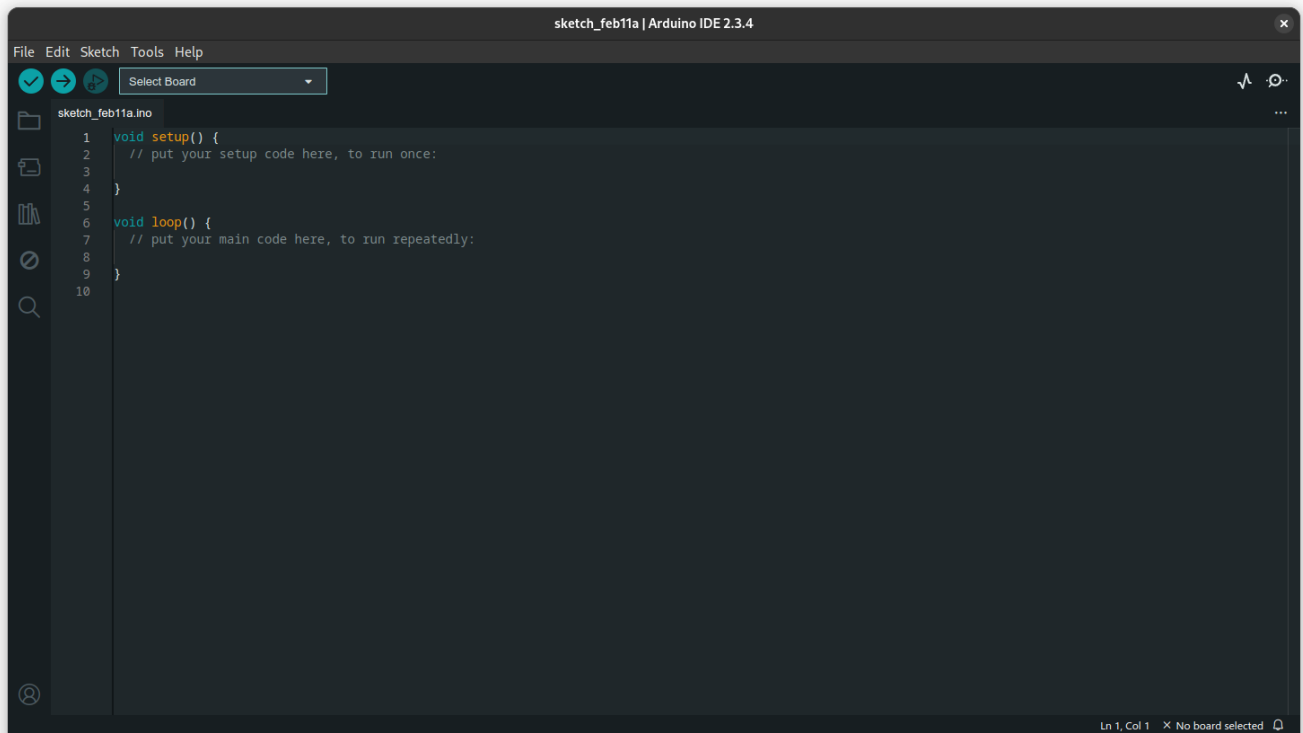 sketch_feb11a | Arduino IDE 2.3.4
File Edit Sketch Tools Help
Select Board
sketch_feb11a.ino
1 void setup() {
2 // put your setup code here, to run once:
3
4 }
5
6 void loop() {
7 // put your main code here, to run repeatedly:
8
9 }
10
Ln 1, Col 1 No board selected